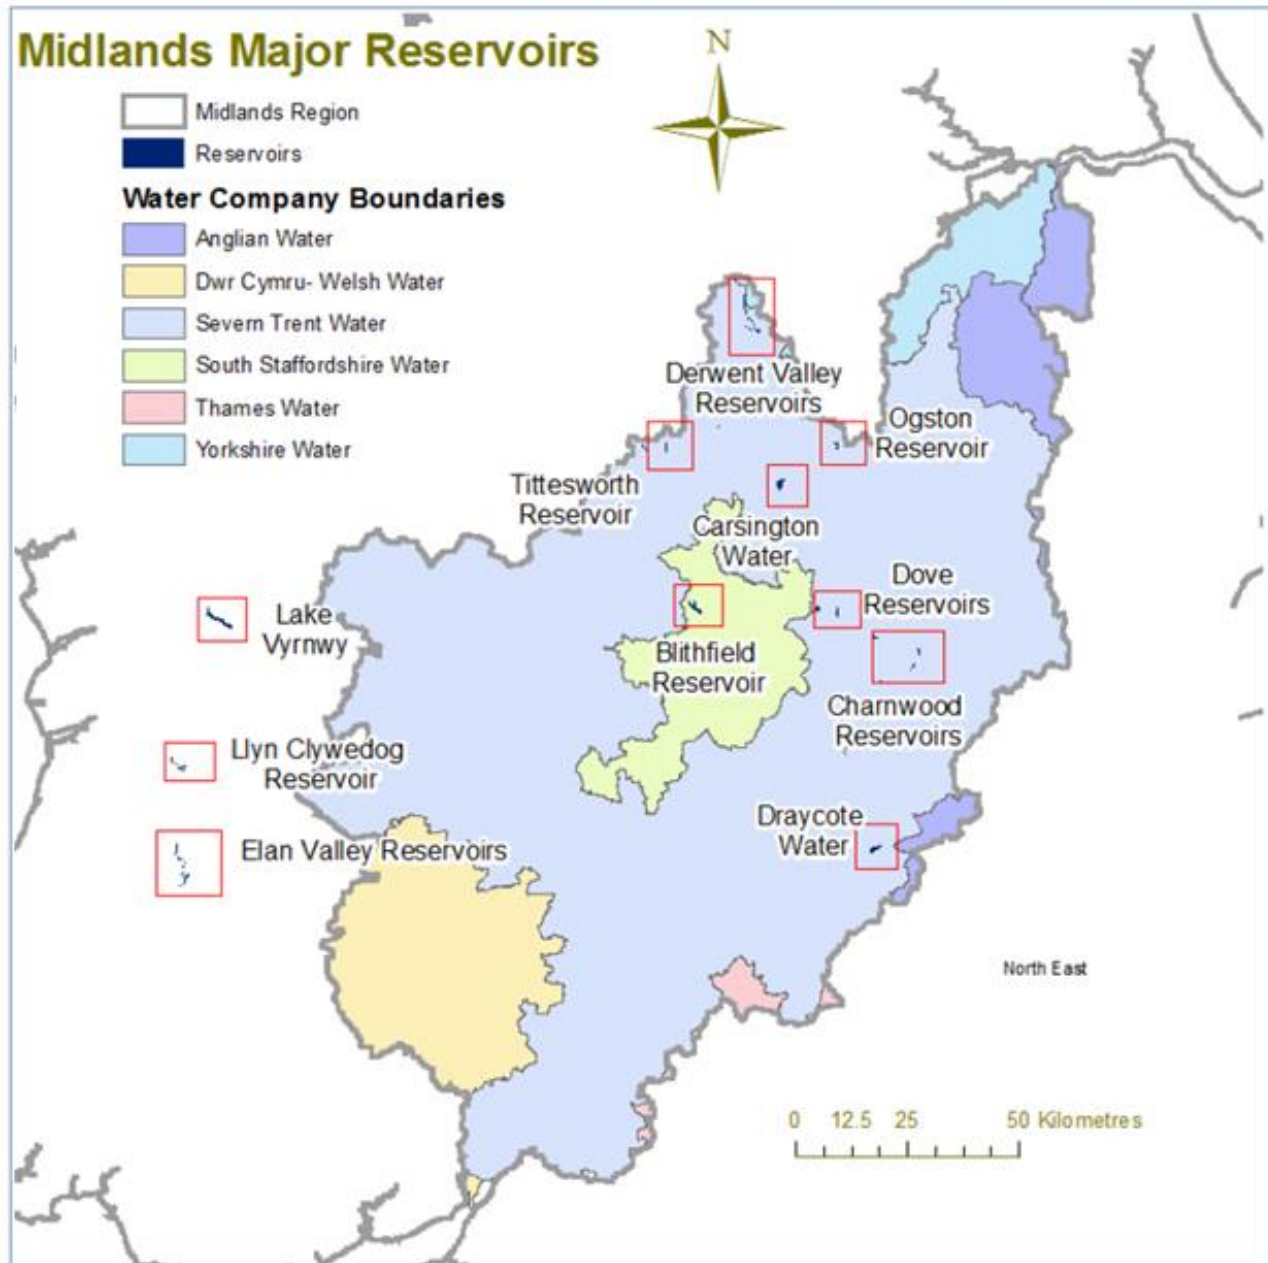 Midlands Major Reservoirs
N
Midlands Region
Reservoirs
Water Company Boundaries
Anglian Water
Dwr Cymru- Welsh Water
Severn Trent Water
South Staffordshire Water
Thames Water
Yorkshire Water
Derwent Valley
Reservoirs
Ogston
Reservoir
Tittesworth
Reservoir
Carsington
Water
Dove
Reservoirs
Lake
Vyrnwy
Blithfield
Reservoir
Charnwood
Reservoirs
Llyn Clywedog
Reservoir
Draycote
Water
Elan Valley Reservoirs
North East
0 12.5 25 50 Kilometres